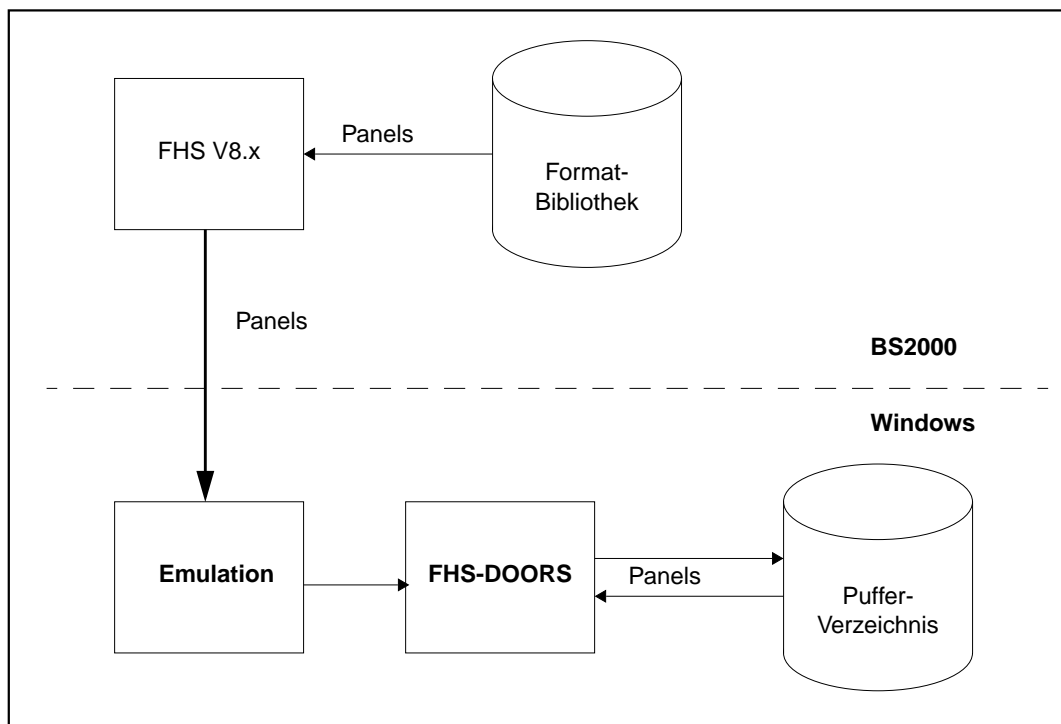 Panels
FHS V8.x
Format-
Bibliothek
Panels
BS2000
Windows
Emulation
FHS-DOORS
Panels
Puffer-
Verzeichnis